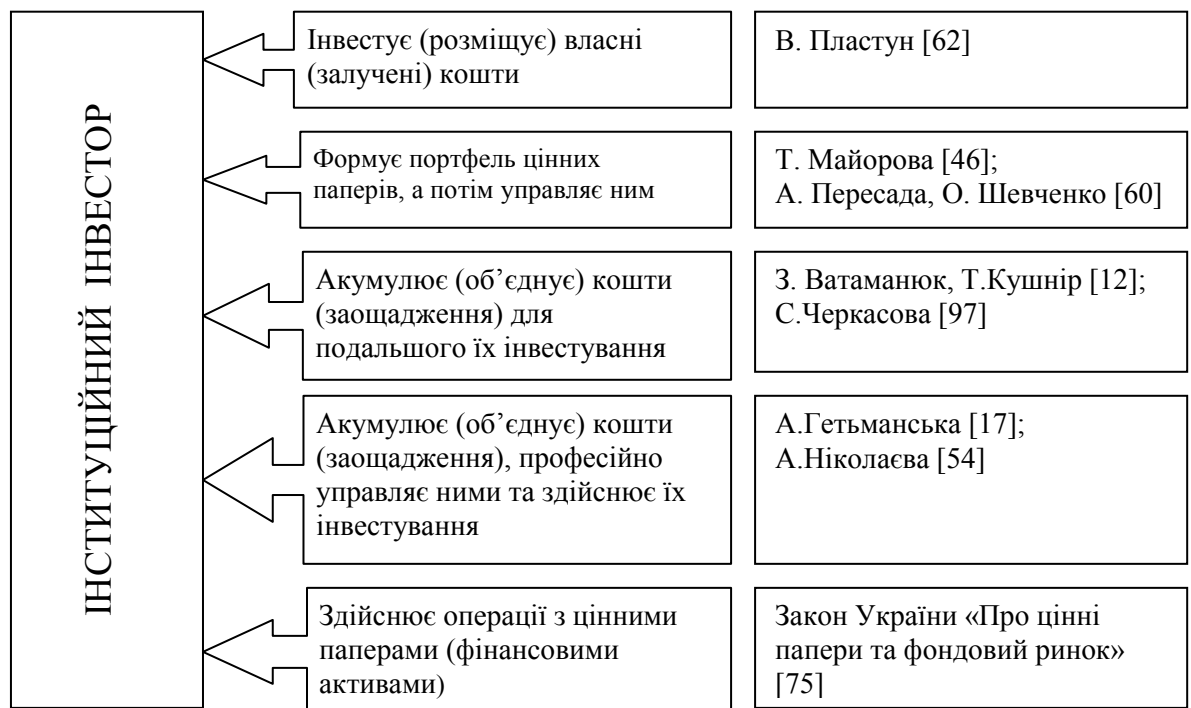 ІНСТИТУЦІЙНИЙ ІНВЕСТОР
Інвестує (розміщує) власні
(залучені) кошти
В. Пластун [62]
Формує портфель цінних
паперів, а потім управляє ним
Т. Майорова [46];
А. Пересада, О. Шевченко [60]
Акумулює (об’єднує) кошти
(заощадження) для
подальшого їх інвестування
З. Ватаманюк, Т.Кушнір [12];
С.Черкасова [97]
Акумулює (об’єднує) кошти
(заощадження), професійно
управляє ними та здійснює їх
інвестування
А.Гетьманська [17];
А.Ніколаєва [54]
Здійснює операції з цінними
паперами (фінансовими
активами)
Закон України «Про цінні
папери та фондовий ринок»
[75]